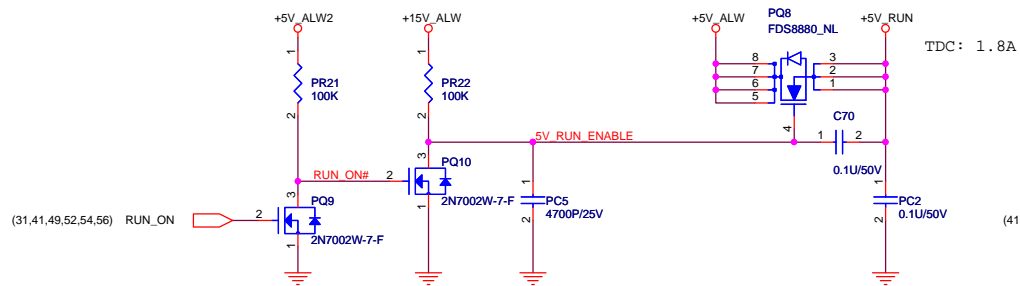 +5V_ALW2
+15V_ALW
+5V_ALW
PQ8
FDS8880_NL
+5V_RUN
TDC: 1.8A
1
PR21
100K
2
1
PR22
100K
2
8
7
6
5
3
2
1
4
C70
1
2
0.1U/50V
5V_RUN_ENABLE
3
PQ10
RUN_ON#
2
2N7002W-7-F
1
1
PC5
4700P/25V
2
1
PC2
0.1U/50V
2
3
PQ9
(31,41,49,52,54,56) RUN_ON
2
2N7002W-7-F
1
(41